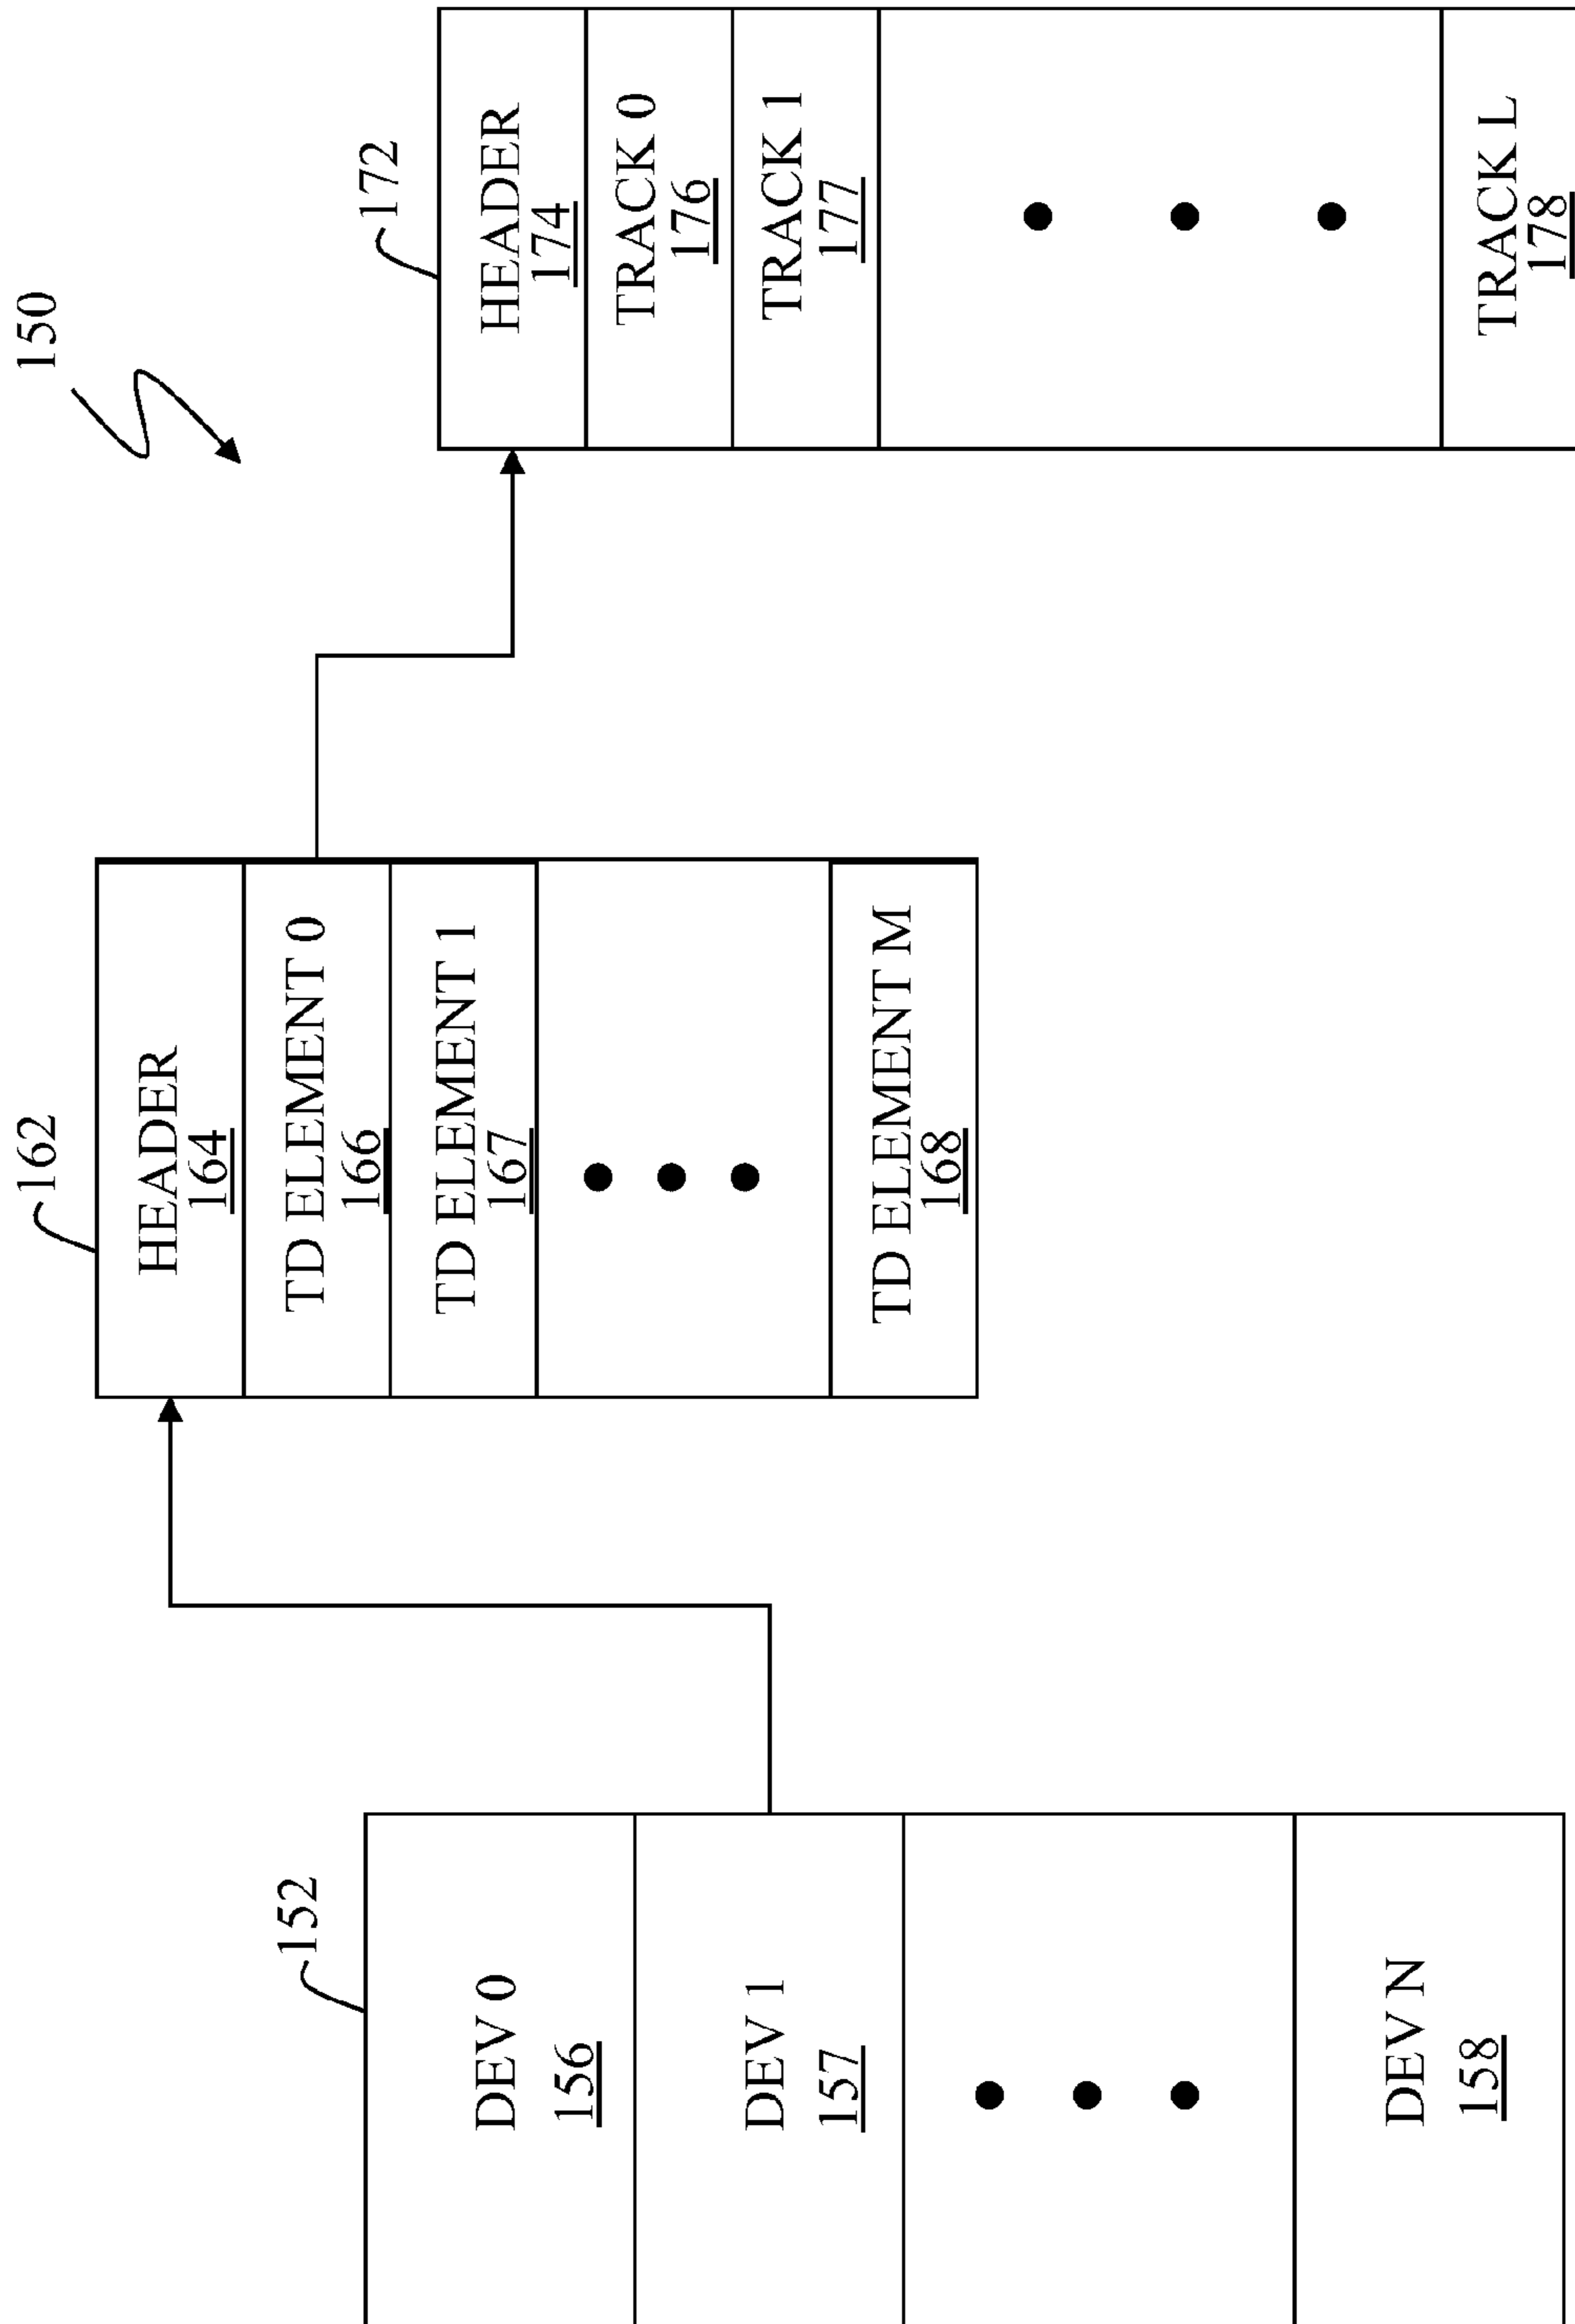 150
152
DEV 0
156
DEV 1
157
DEV N
158
162
HEADER
164
TD ELEMENT 0
166
TD ELEMENT 1
167
TD ELEMENT M
168
172
HEADER
174
TRACK 0
176
TRACK 1
177
TRACK L
178